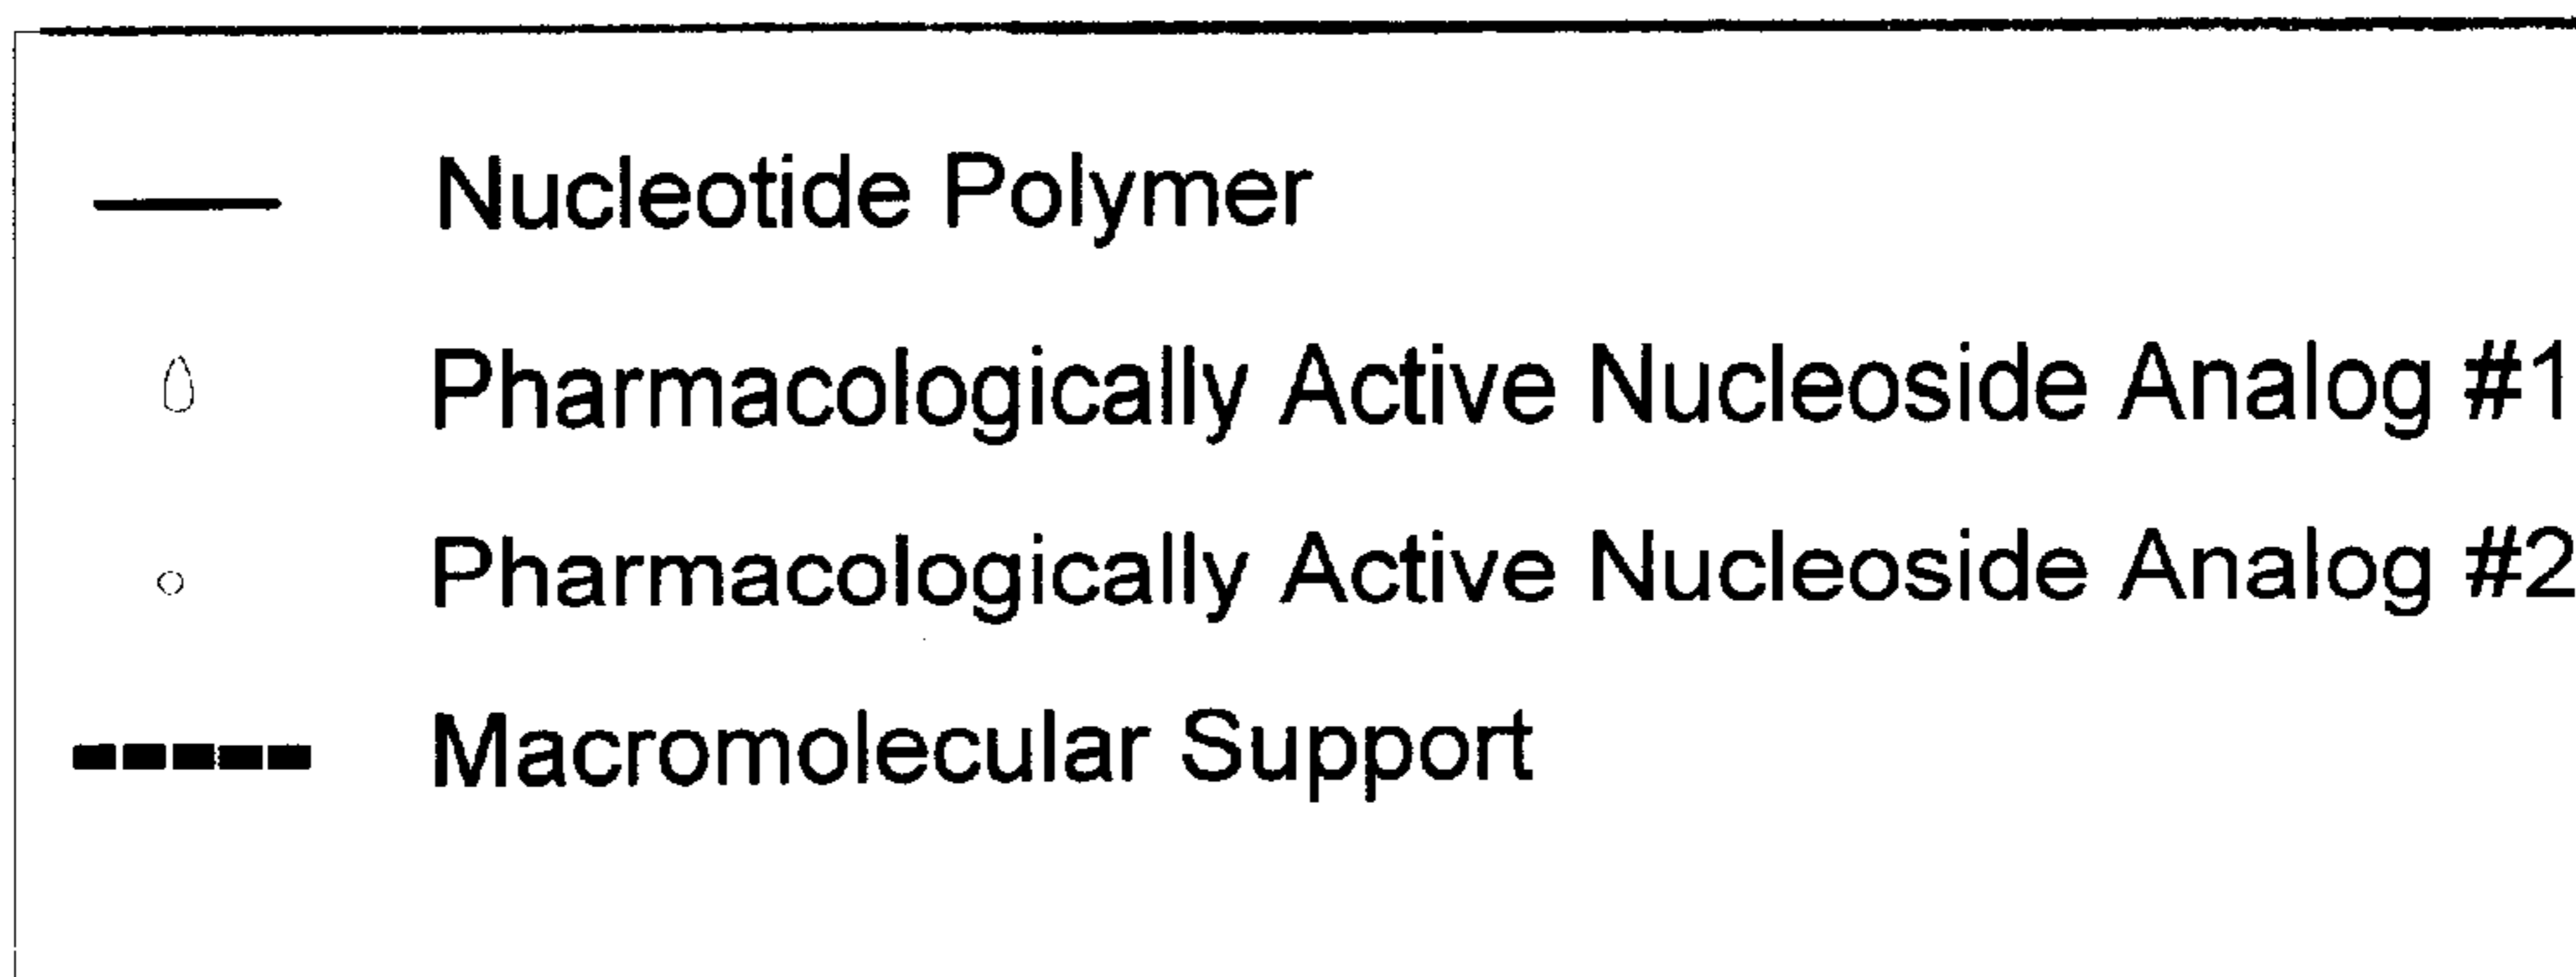 Nucleotide Polymer
Pharmacologically Active Nucleoside Analog #1
Pharmacologically Active Nucleoside Analog #2
Macromolecular Support